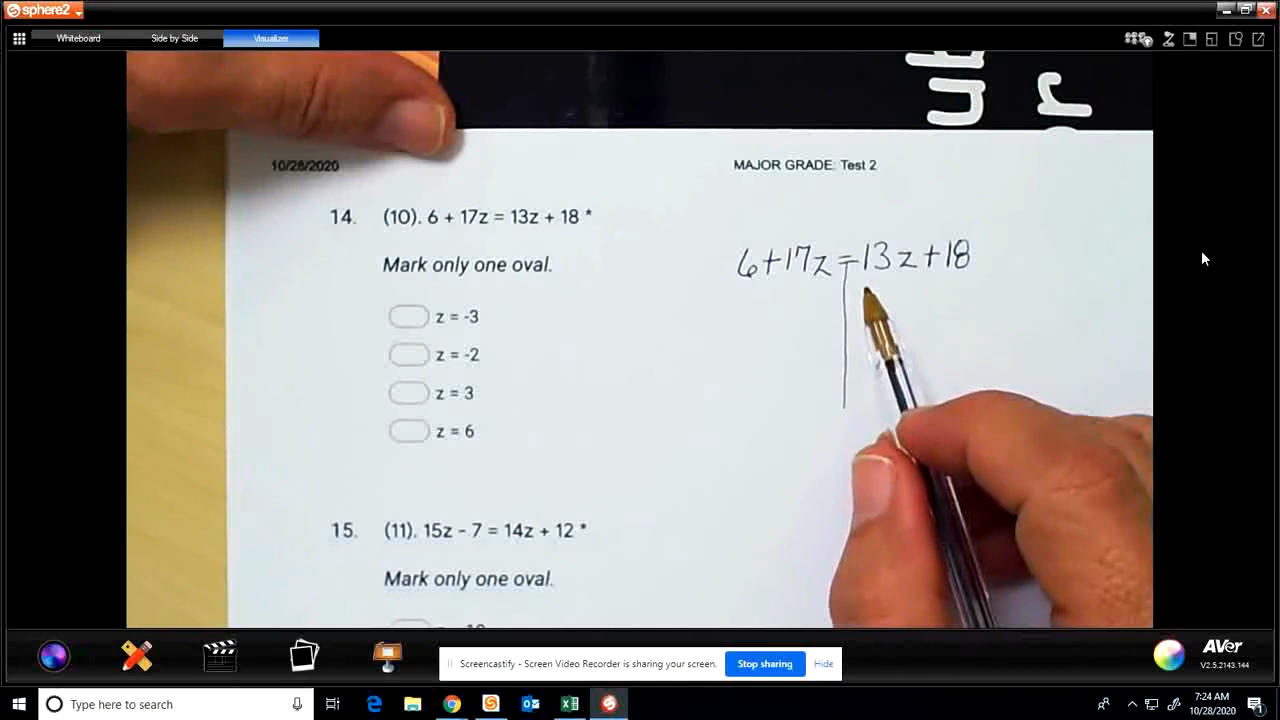 sphere2
Whiteboard Side by Side Visualizer
ur
10/28/2020 MAJOR GRADE: Test 2
14. (10). 6 + 17z = 13z + 18 *
6+17z=13z+18
Mark only one oval.
z = -3
z = -2
z = 3
z = 6
15. (11). 15z - 7 = 14z + 12 *
Mark only one oval.
Screencastify - Screen Video Recorder is sharing your screen. Stop sharing Hide
AVer
V2.5.2143.144
Type here to search
7:24 AM
10/28/2020
1